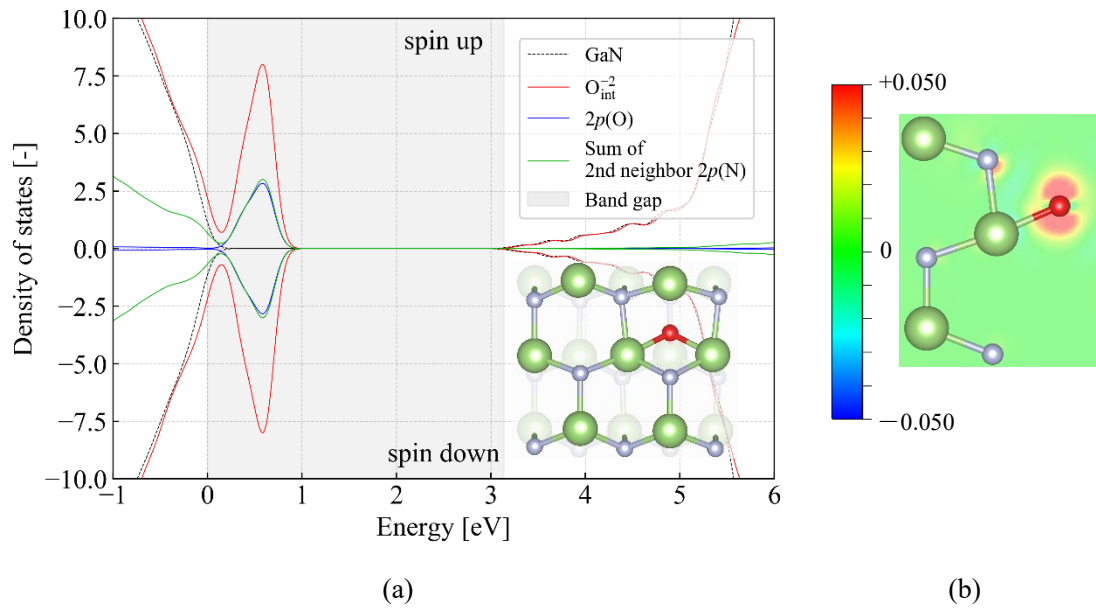 10.0
7.5
5.0
2.5
0.0
−2.5
−5.0
−7.5
−10.0
Density of states [-]
−1 0 1 2 3 4 5 6
Energy [eV]
spin up
spin down
GaN
O_int^−2
2p(O)
Sum of
2nd neighbor 2p(N)
Band gap
+0.050
0
−0.050
(a) (b)